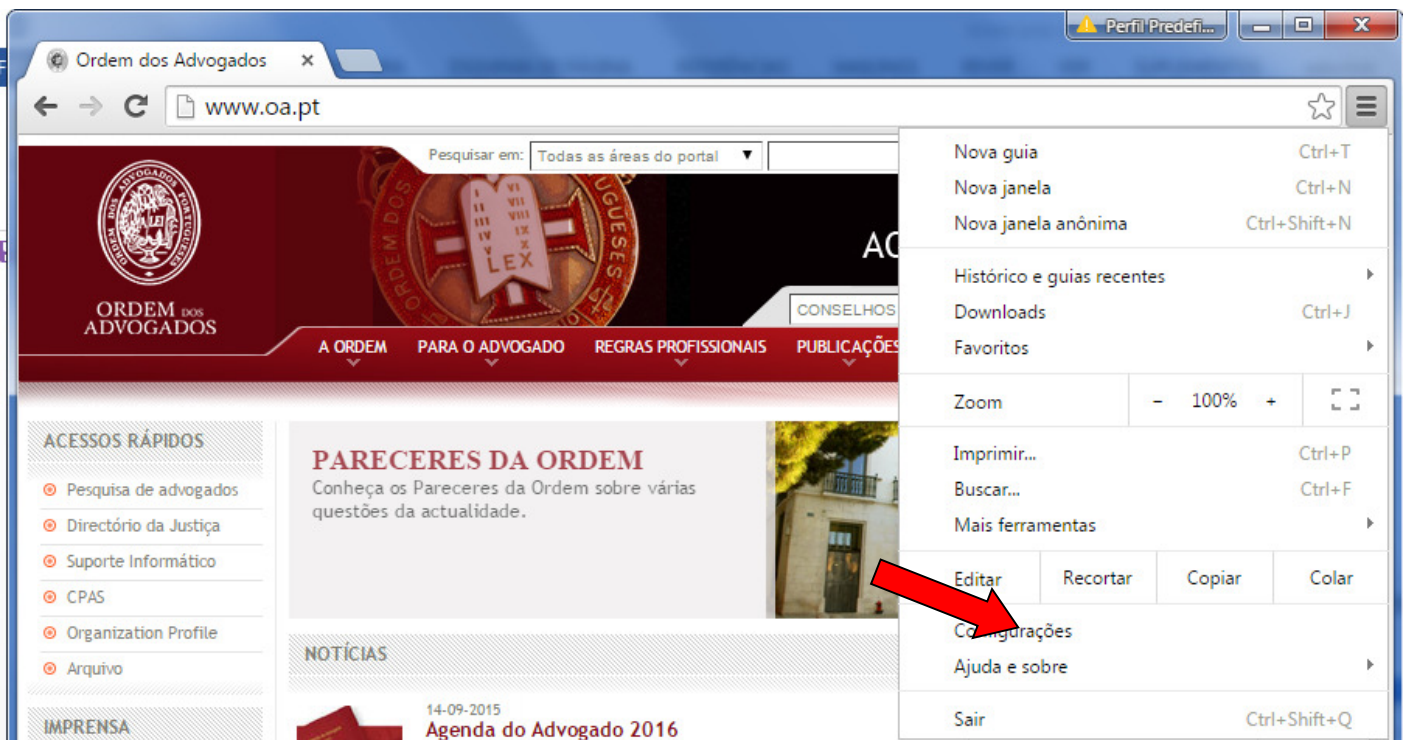 Perfil Predefi...
Ordem dos Advogados
www.oa.pt
Pesquisar em: Todas as áreas do portal
ORDEM DOS
ADVOGADOS
CONSELHOS
A ORDEM PARA O ADVOGADO REGRAS PROFISSIONAIS PUBLICAÇÕES
ACESSOS RÁPIDOS
Pesquisa de advogados
Directório da Justiça
Suporte Informático
CPAS
Organization Profile
Arquivo
IMPRENSA
PARECERES DA ORDEM
Conheça os Pareceres da Ordem sobre várias
questões da actualidade.
NOTÍCIAS
14-09-2015
Agenda do Advogado 2016
Nova guia Ctrl+T
Nova janela Ctrl+N
Nova janela anônima Ctrl+Shift+N
Histórico e guias recentes
Downloads Ctrl+J
Favoritos
Zoom - 100% +
Imprimir... Ctrl+P
Buscar... Ctrl+F
Mais ferramentas
Editar Recortar Copiar Colar
Configurações
Ajuda e sobre
Sair Ctrl+Shift+Q